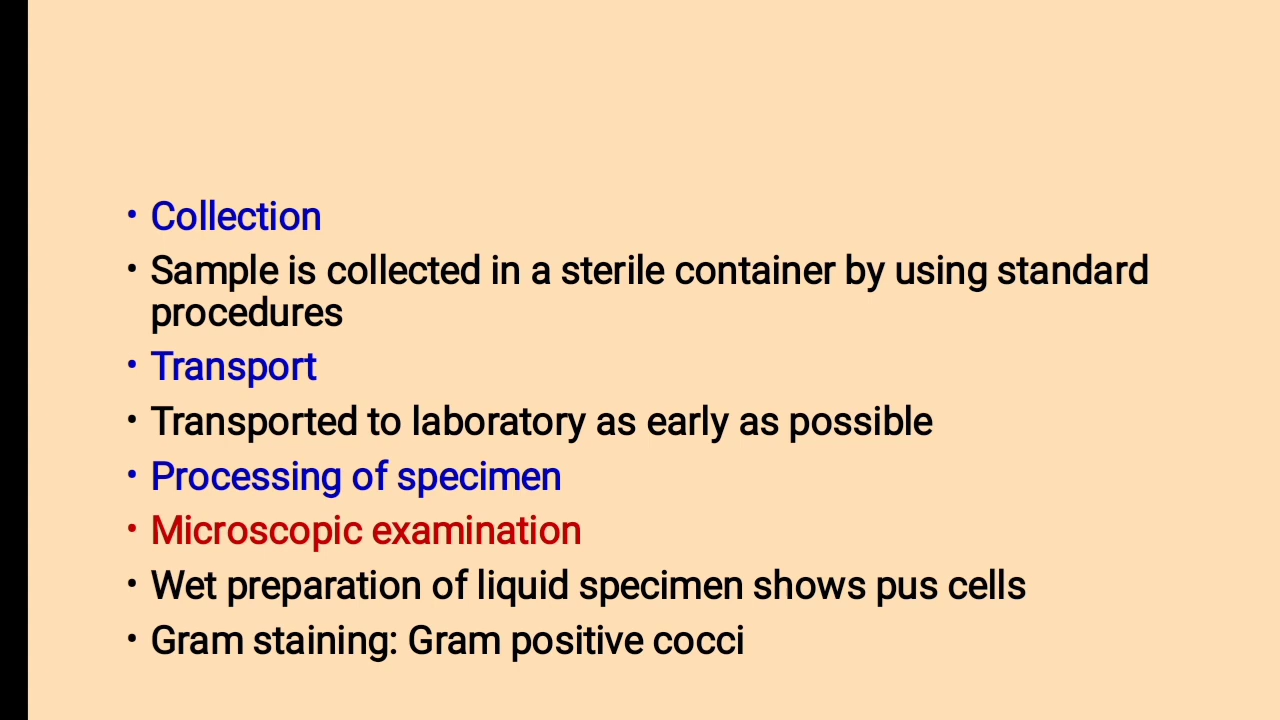 • Collection
• Sample is collected in a sterile container by using standard
procedures
• Transport
• Transported to laboratory as early as possible
• Processing of specimen
• Microscopic examination
• Wet preparation of liquid specimen shows pus cells
• Gram staining: Gram positive cocci